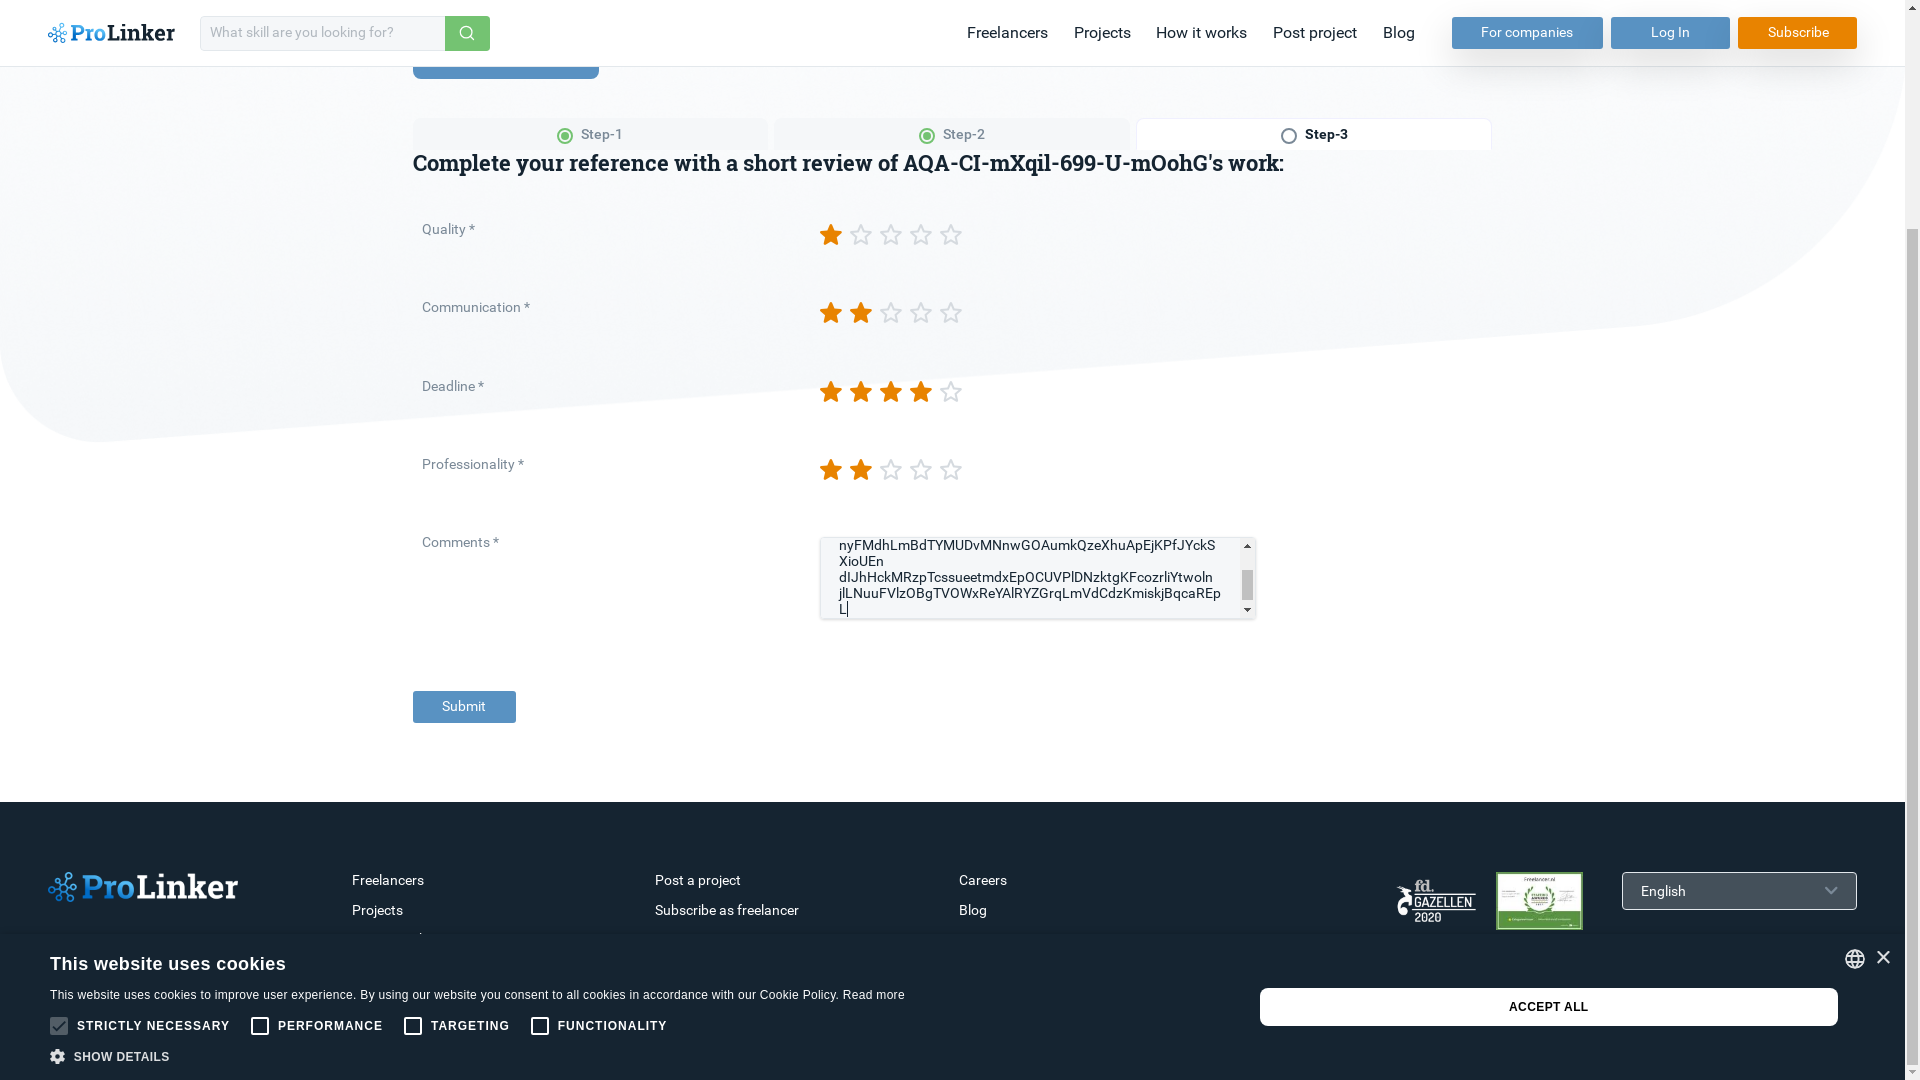 ProLinker
What skill are you looking for?
Freelancers
Projects
How it works
Post project
Blog
For companies
Log In
Subscribe
Step-1
Step-2
Step-3
Complete your reference with a short review of AQA-CI-mXqil-699-U-mOohG's work:
Quality *
Communication *
Deadline *
Professionality *
Comments *
nyFMdhLmBdTYMUDvMNnwGOAumkQzeXhuApEjKPfJYckS
XioUEn
dIJhHckMRzpTcssueetmdxEpOCUVPlDNzktgKFcozrliYtwoln
jlLNuuFVlzOBgTVOWxReYAlRYZGrqLmVdCdzKmiskjBqcaREp
L
Submit
ProLinker
Freelancers
Post a project
Careers
Projects
Subscribe as freelancer
Blog
fd.
GAZELLEN
2020
Freelancer.nl
English
This website uses cookies
This website uses cookies to improve user experience. By using our website you consent to all cookies in accordance with our Cookie Policy. Read more
STRICTLY NECESSARY
PERFORMANCE
TARGETING
FUNCTIONALITY
SHOW DETAILS
ACCEPT ALL